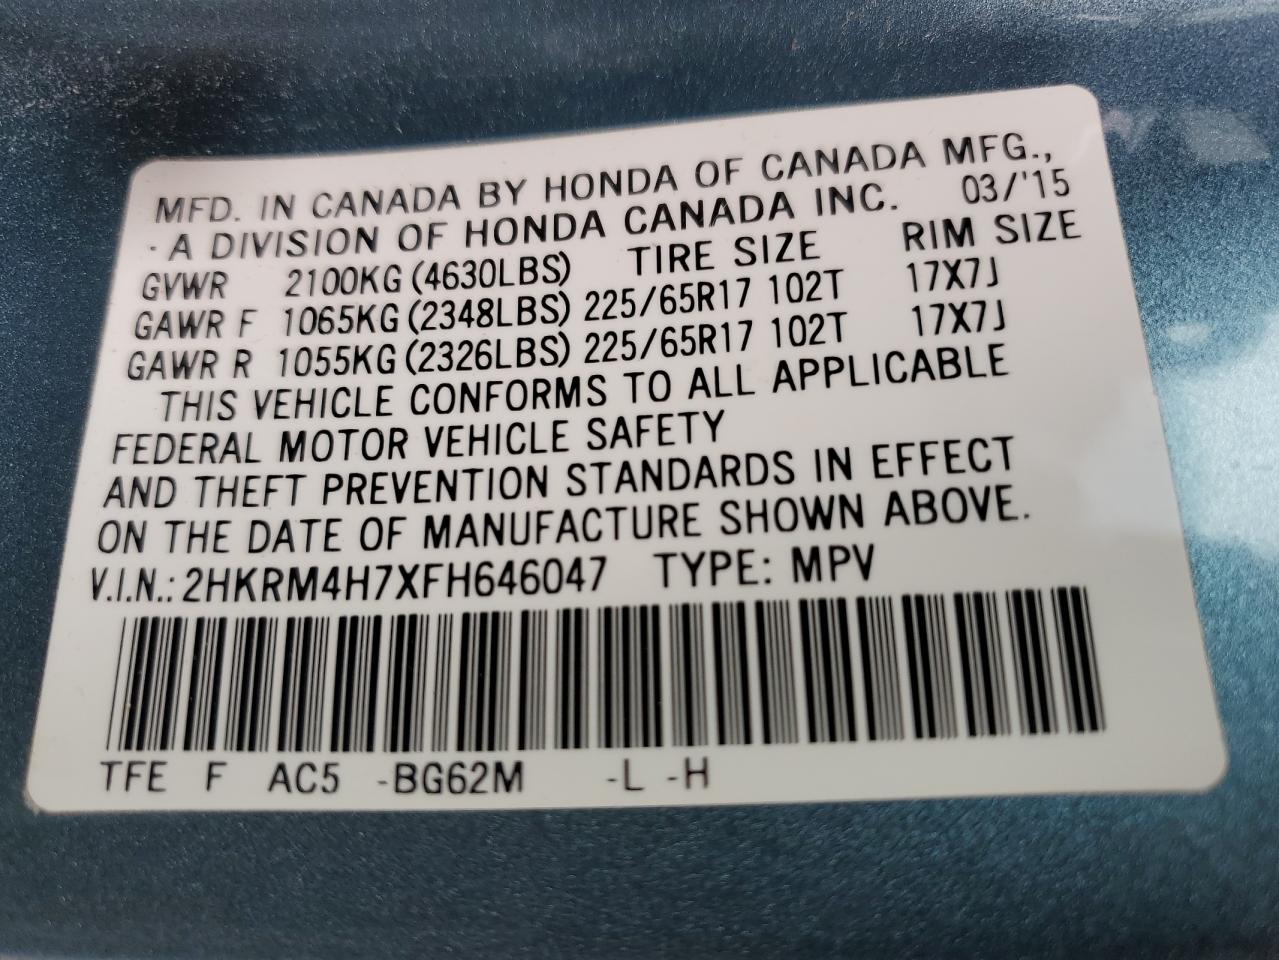 MFD. IN CANADA BY HONDA OF CANADA MFG.,
A DIVISION OF HONDA CANADA INC. 03/'15
GVWR 2100KG (4630LBS) TIRE SIZE RIM SIZE
GAWR F 1065KG (2348LBS) 225/65R17 102T 17X7J
GAWR R 1055KG (2326LBS) 225/65R17 102T 17X7J
THIS VEHICLE CONFORMS TO ALL APPLICABLE
FEDERAL MOTOR VEHICLE SAFETY
AND THEFT PREVENTION STANDARDS IN EFFECT
ON THE DATE OF MANUFACTURE SHOWN ABOVE.
V.I.N.: 2HKRM4H7XFH646047 TYPE: MPV
TFE F AC5 -BG62M -L -H